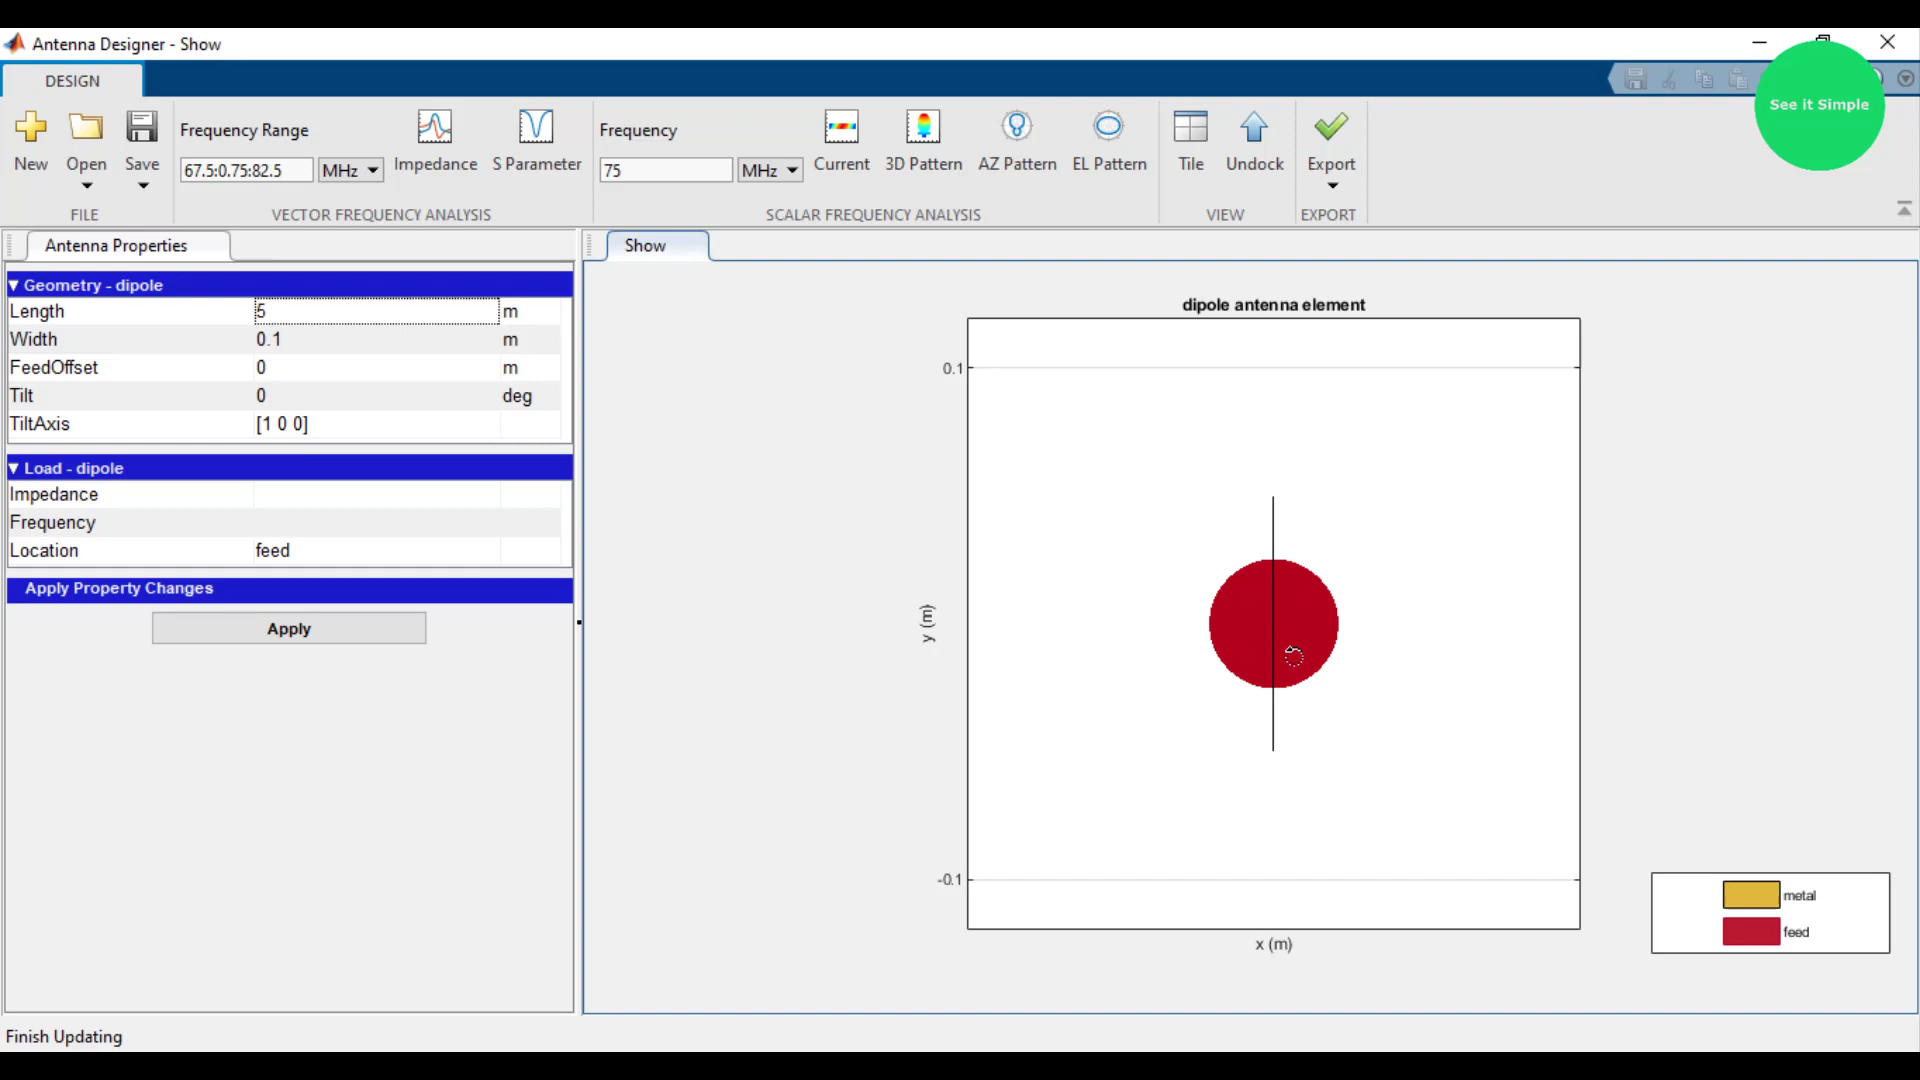 Antenna Designer - Show
DESIGN
See it Simple
New
Open
Save
Frequency Range
67.5:0.75:82.5
MHz
Impedance
S Parameter
Frequency
75
MHz
Current
3D Pattern
AZ Pattern
EL Pattern
Tile
Undock
Export
FILE
VECTOR FREQUENCY ANALYSIS
SCALAR FREQUENCY ANALYSIS
VIEW
EXPORT
Antenna Properties
Geometry - dipole
Length 5 m
Width 0.1 m
FeedOffset 0 m
Tilt 0 deg
TiltAxis [1 0 0]
Load - dipole
Impedance
Frequency
Location feed
Apply Property Changes
Apply
Show
dipole antenna element
0.1
y (m)
-0.1
x (m)
metal
feed
Finish Updating